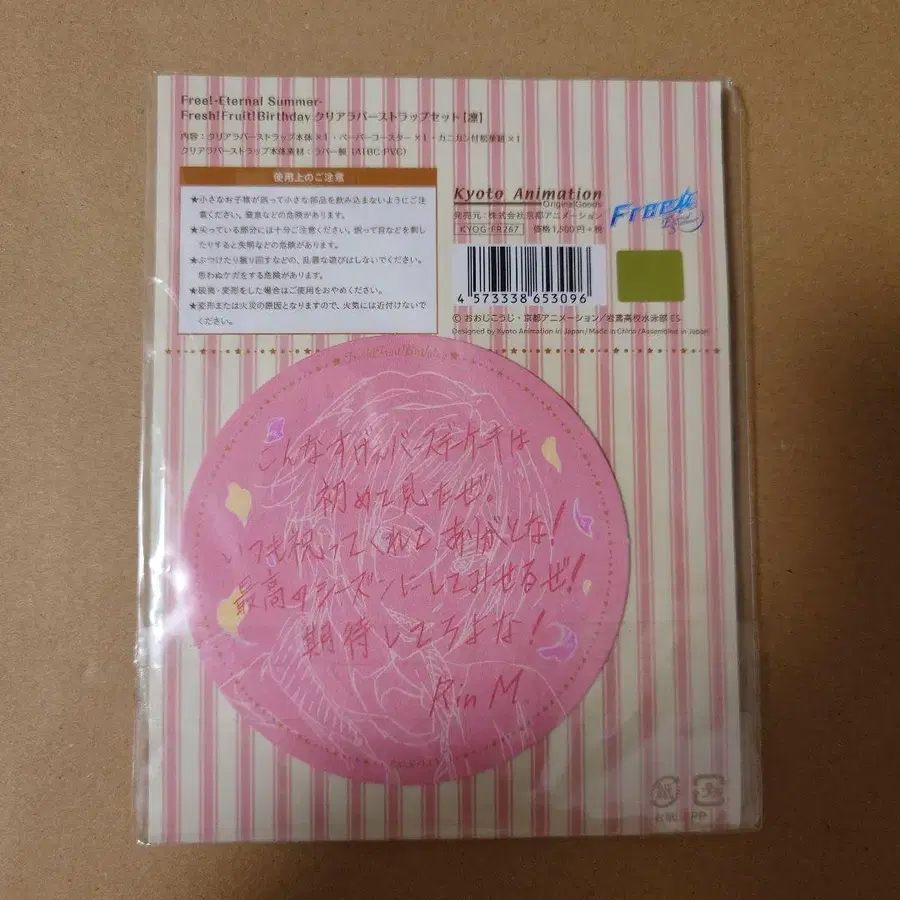 Free!-Eternal Summer-
Fresh!Fruit!Birthday クリアラバーストラップセット【凛】
内容：クリアラバーストラップ本体×1・ペーパーコースター×1・カニカン付松葉紐×1
クリアラバーストラップ本体素材：ラバー製（ATBC-PVC）
使用上のご注意
★小さなお子様が誤って小さな部品を飲み込まないようにご注
意ください。窒息などの危険があります。
★尖っている部分には十分ご注意ください。誤って目などを刺し
たりすると失明などの危険があります。
★ぶつけたり振り回すなどの、乱暴な遊びはしないでください。
思わぬケガをする危険があります。
★破損・変形をした場合はご使用をおやめください。
★変形または火災の原因となりますので、火気には近付けないで
ください。
Kyoto Animation
Original Goods
発売元：株式会社京都アニメーション
KYOG-FR267
価格 1,500円+税
Free!
4 573338 653096
© おおじこうじ・京都アニメーション／岩鳶高校水泳部ES
Designed by Kyoto Animation in Japan/Made in China/Assembled in Japan
Fresh!Fruit!Birthday
こんなすげぇバースデーケーキは
初めて見たぜ。
いつも祝ってくれて、ありがとな!
最高のシーズンにしてみせるぜ!
期待してろよな!
Rin M.
紙
プラ
PP